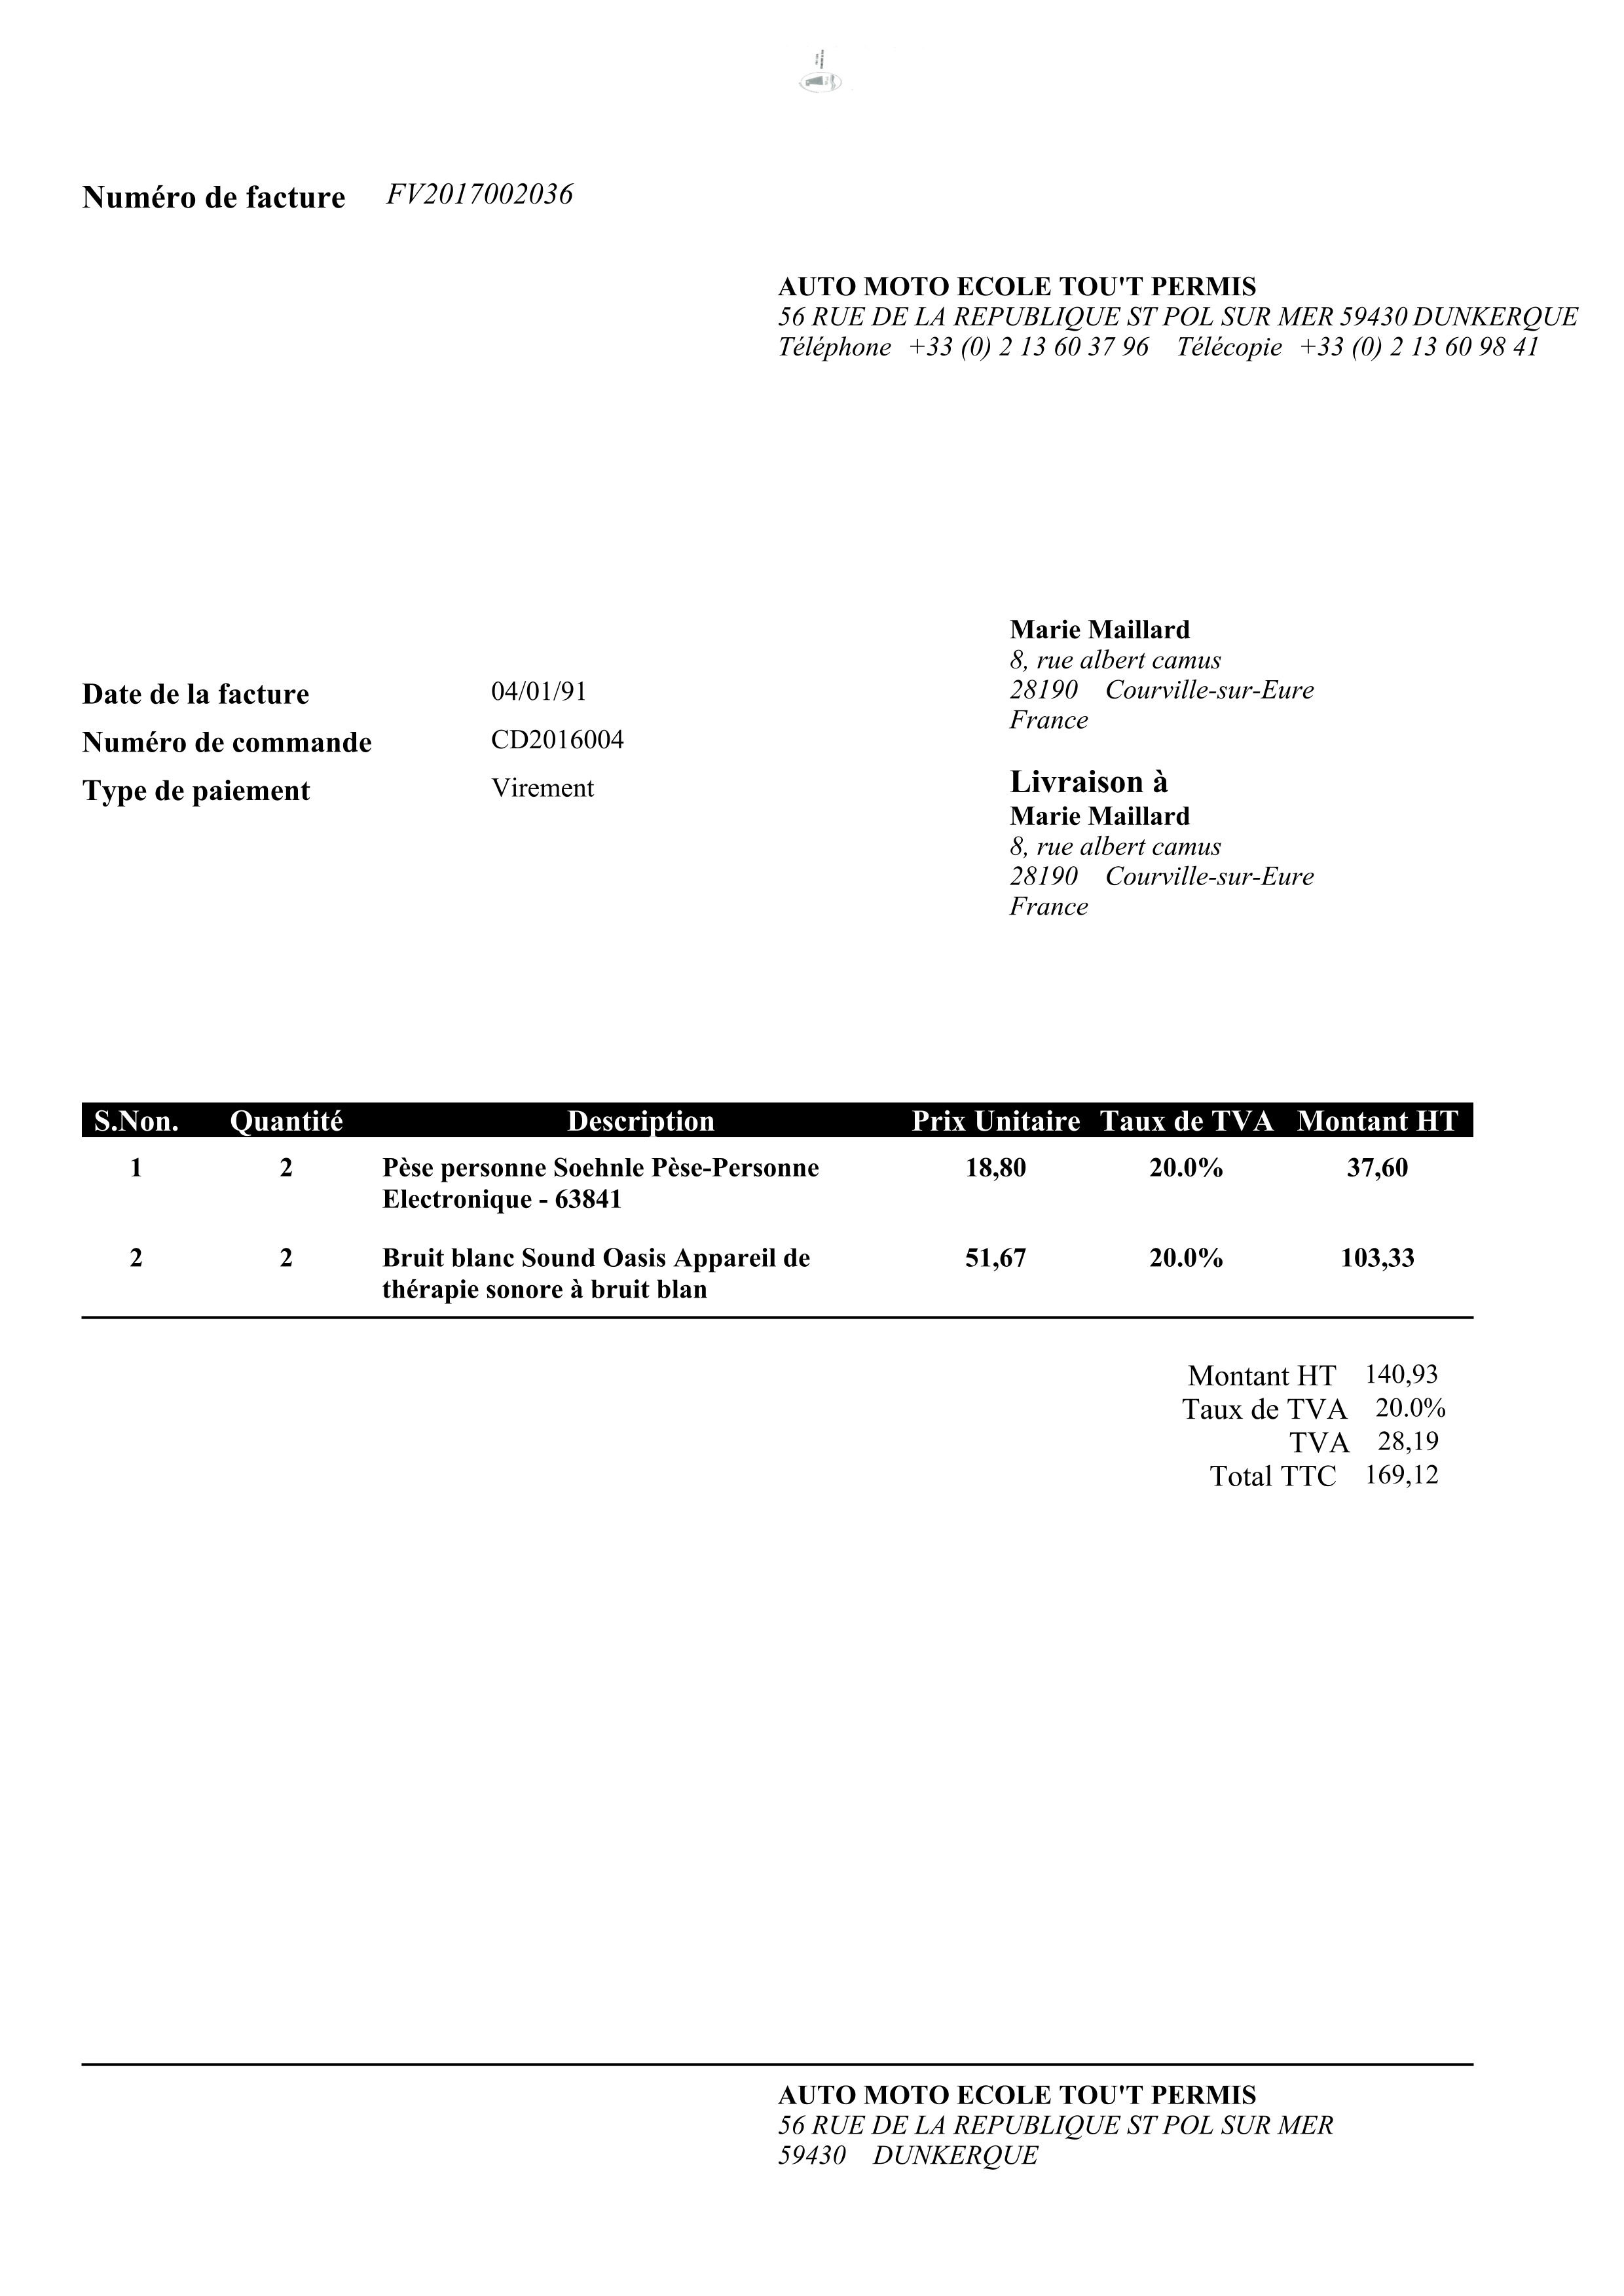 Numéro de facture FV2017002036
AUTO MOTO ECOLE TOU'T PERMIS
56 RUE DE LA REPUBLIQUE ST POL SUR MER 59430 DUNKERQUE
Téléphone +33 (0) 2 13 60 37 96 Télécopie +33 (0) 2 13 60 98 41
Marie Maillard
8, rue albert camus
28190 Courville-sur-Eure
France
Date de la facture 04/01/91
Numéro de commande CD2016004
Type de paiement Virement
Livraison à
Marie Maillard
8, rue albert camus
28190 Courville-sur-Eure
France
S.Non. Quantité Description Prix Unitaire Taux de TVA Montant HT
1 2 Pèse personne Soehnle Pèse-Personne 18,80 20.0% 37,60
Electronique - 63841
2 2 Bruit blanc Sound Oasis Appareil de 51,67 20.0% 103,33
thérapie sonore à bruit blan
Montant HT 140,93
Taux de TVA 20.0%
TVA 28,19
Total TTC 169,12
AUTO MOTO ECOLE TOU'T PERMIS
56 RUE DE LA REPUBLIQUE ST POL SUR MER
59430 DUNKERQUE